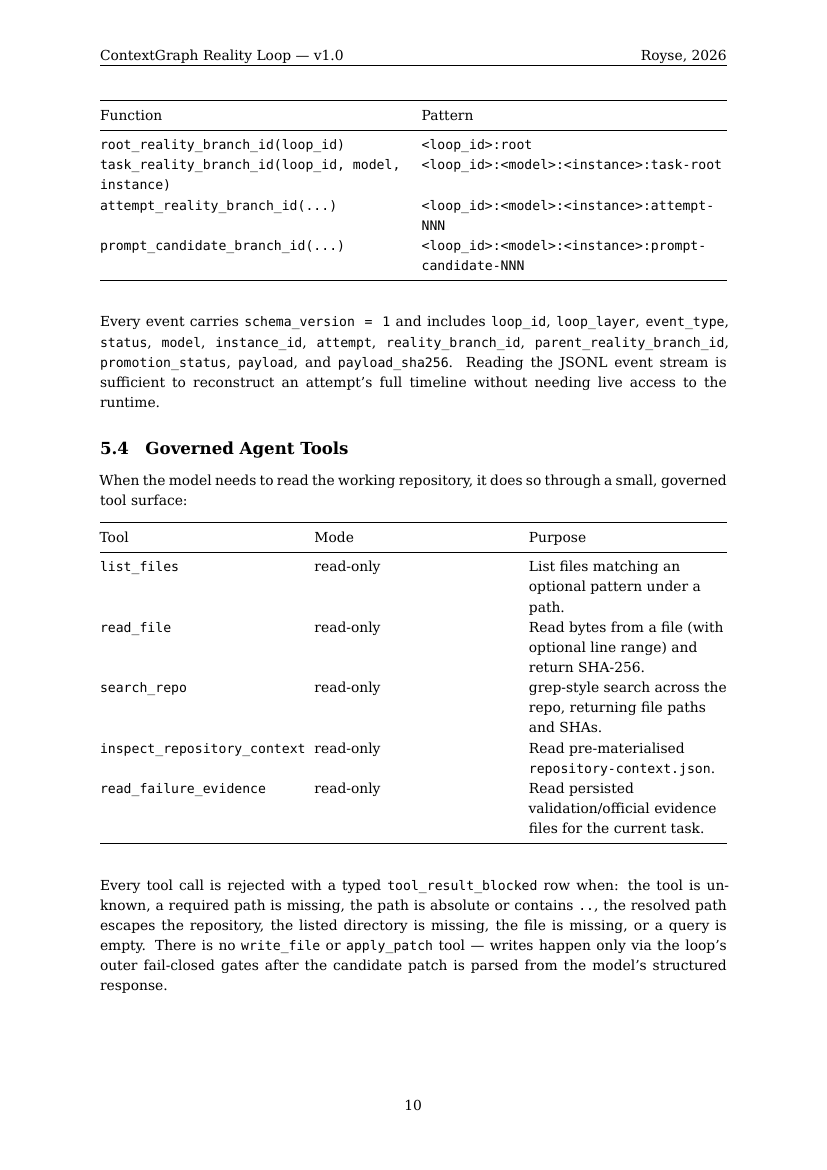 ContextGraph Reality Loop — v1.0 Royse, 2026
Function Pattern
root_reality_branch_id(loop_id) <loop_id>:root
task_reality_branch_id(loop_id, model, <loop_id>:<model>:<instance>:task-root
instance)
attempt_reality_branch_id(...) <loop_id>:<model>:<instance>:attempt-
NNN
prompt_candidate_branch_id(...) <loop_id>:<model>:<instance>:prompt-
candidate-NNN
Every event carries schema_version = 1 and includes loop_id, loop_layer, event_type,
status, model, instance_id, attempt, reality_branch_id, parent_reality_branch_id,
promotion_status, payload, and payload_sha256. Reading the JSONL event stream is
sufficient to reconstruct an attempt’s full timeline without needing live access to the
runtime.
5.4 Governed Agent Tools
When the model needs to read the working repository, it does so through a small, governed
tool surface:
Tool Mode Purpose
list_files read-only List files matching an
optional pattern under a
path.
read_file read-only Read bytes from a file (with
optional line range) and
return SHA-256.
search_repo read-only grep-style search across the
repo, returning file paths
and SHAs.
inspect_repository_context read-only Read pre-materialised
repository-context.json.
read_failure_evidence read-only Read persisted
validation/official evidence
files for the current task.
Every tool call is rejected with a typed tool_result_blocked row when: the tool is un-
known, a required path is missing, the path is absolute or contains .., the resolved path
escapes the repository, the listed directory is missing, the file is missing, or a query is
empty. There is no write_file or apply_patch tool — writes happen only via the loop’s
outer fail-closed gates after the candidate patch is parsed from the model’s structured
response.
10